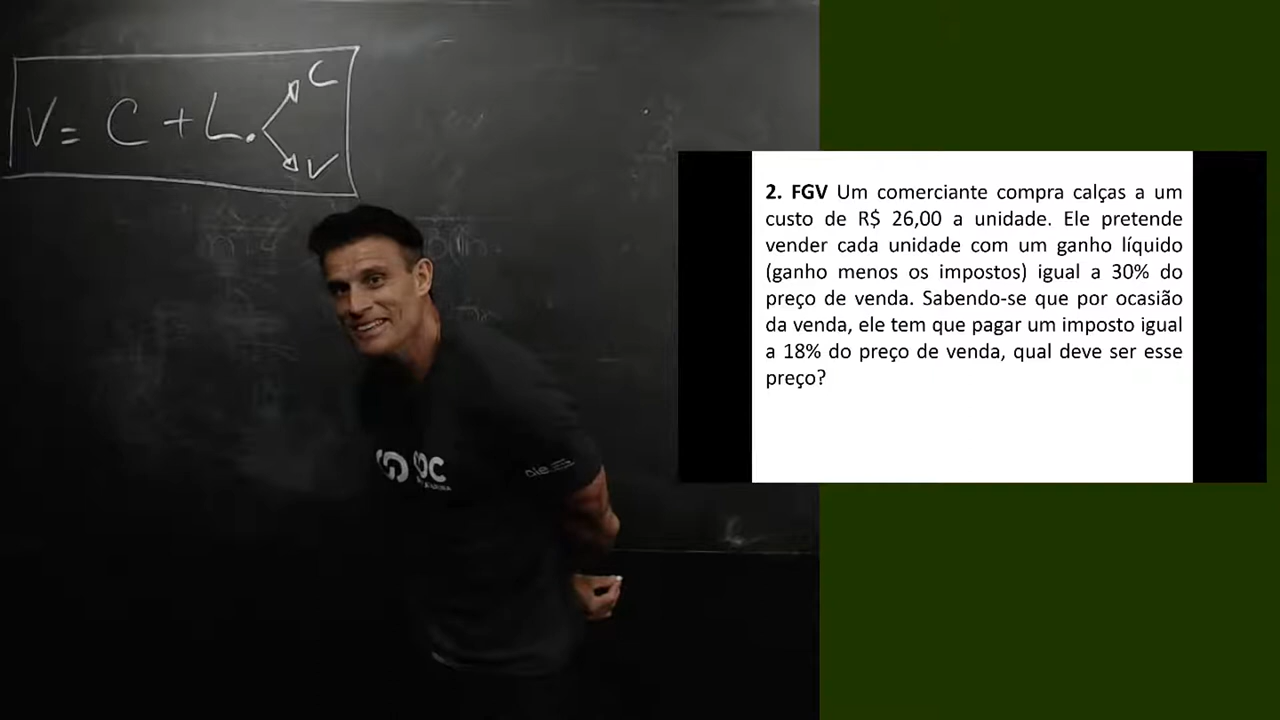 V = C + L. C
V
2. FGV Um comerciante compra calças a um
custo de R$ 26,00 a unidade. Ele pretende
vender cada unidade com um ganho líquido
(ganho menos os impostos) igual a 30% do
preço de venda. Sabendo-se que por ocasião
da venda, ele tem que pagar um imposto igual
a 18% do preço de venda, qual deve ser esse
preço?